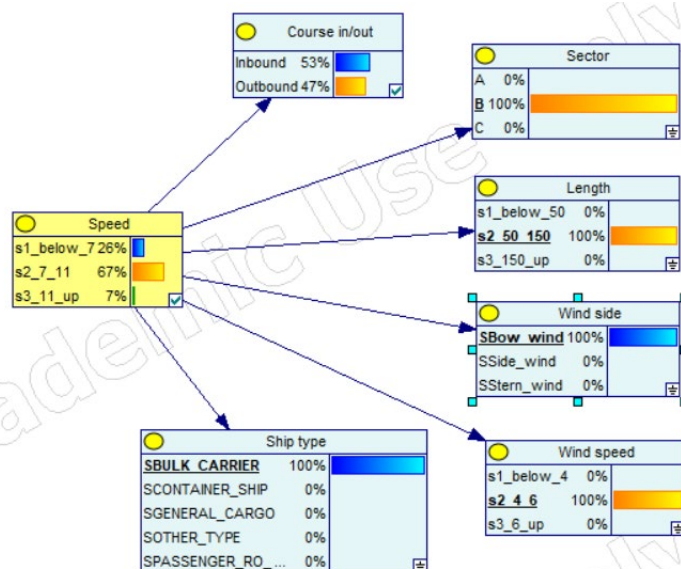 Course in/out
Inbound 53%
Outbound 47%
Sector
A 0%
B 100%
C 0%
Speed
s1_below_7 26%
s2_7_11 67%
s3_11_up 7%
Length
s1_below_50 0%
s2_50_150 100%
s3_150_up 0%
Wind side
SBow_wind 100%
SSide_wind 0%
SStern_wind 0%
Ship type
SBULK_CARRIER 100%
SCONTAINER_SHIP 0%
SGENERAL_CARGO 0%
SOTHER_TYPE 0%
SPASSENGER_RO_... 0%
Wind speed
s1_below_4 0%
s2_4_6 100%
s3_6_up 0%
ademic Use